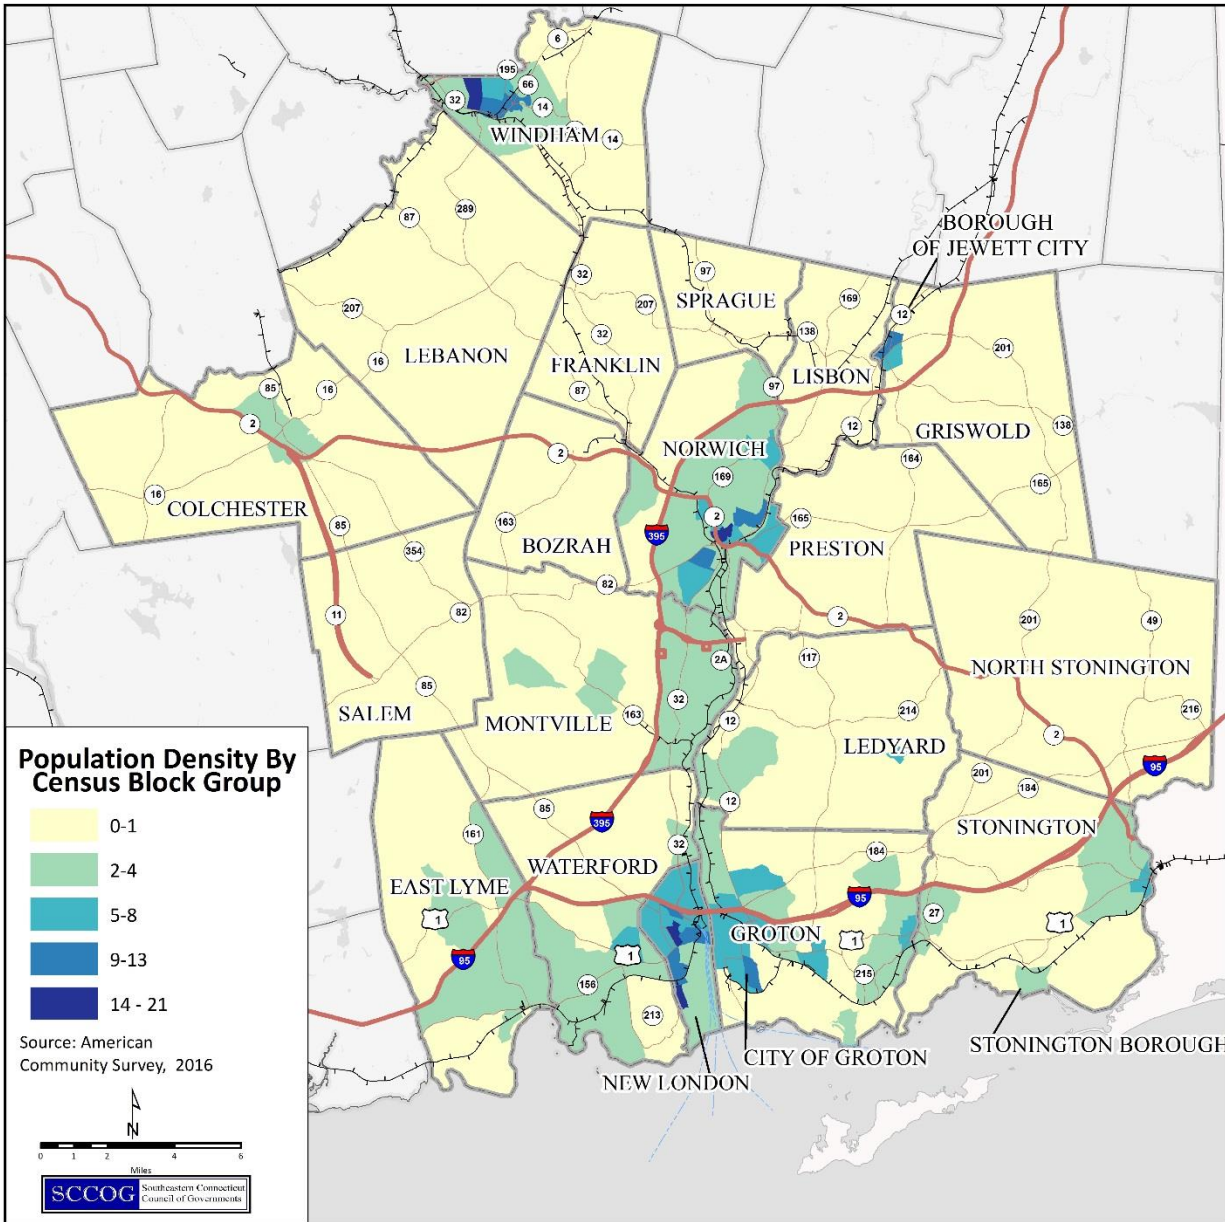 6
195
66
32
14
WINDHAM
14
87
289
BOROUGH
OF JEWETT CITY
32
97
SPRAGUE
207
169
12
207
32
138
201
LEBANON
FRANKLIN
LISBON
16
85
16
87
97
2
12
GRISWOLD
138
NORWICH
2
164
16
COLCHESTER
169
165
85
163
2
165
BOZRAH
395
PRESTON
354
82
11
82
2
201
49
2A
117
NORTH STONINGTON
85
SALEM
32
MONTVILLE
163
12
214
216
LEDYARD
2
95
201
184
12
85
395
STONINGTON
161
32
184
WATERFORD
EAST LYME
95
1
27
1
GROTON
1
1
95
156
215
213
CITY OF GROTON
STONINGTON BOROUGH
NEW LONDON
Population Density By
Census Block Group
0-1
2-4
5-8
9-13
14 - 21
Source: American
Community Survey, 2016
N
0 2 4 6
Miles
SCCOG
Southeastern Connecticut
Council of Governments